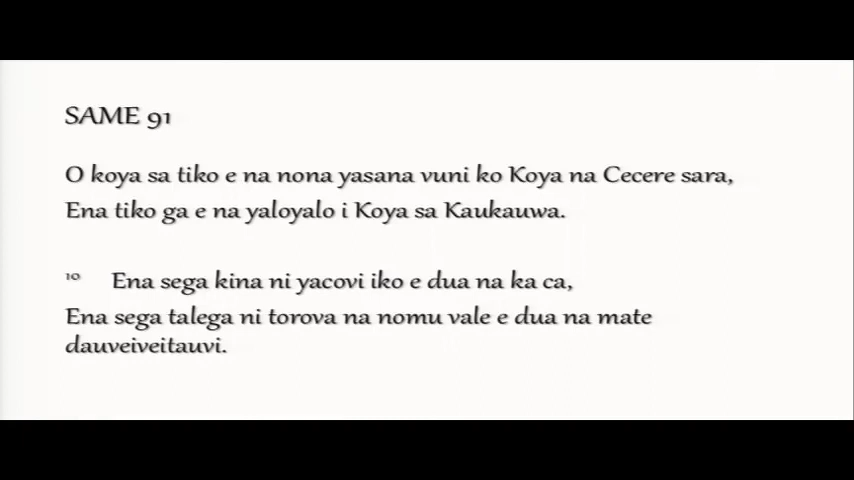 SAME 91
O koya sa tiko e na nona yasana vuni ko Koya na Cecere sara,
Ena tiko ga e na yaloyalo i Koya sa Kaukauwa.
10 Ena sega kina ni yacovi iko e dua na ka ca,
Ena sega talega ni torova na nomu vale e dua na mate
dauveiveitauvi.